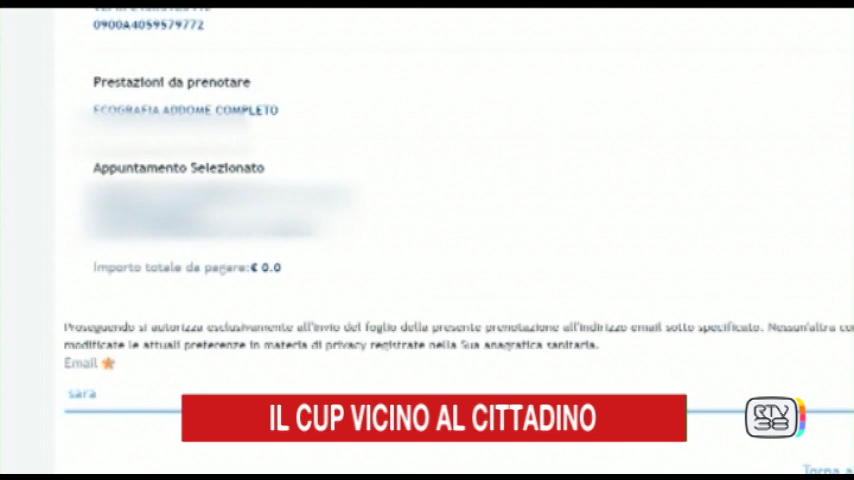 0900A4059579772
Prestazioni da prenotare
ECOGRAFIA ADDOME COMPLETO
Appuntamento Selezionato
Importo totale da pagare:€ 0.0
Proseguendo si autorizza esclusivamente all'invio del foglio della presente prenotazione all'indirizzo email sotto specificato. Nessun'altra
modificate le attuali preferenze in materia di privacy registrate nella Sua anagrafica sanitaria.
Email
sara
IL CUP VICINO AL CITTADINO
RTV
38
Torna a